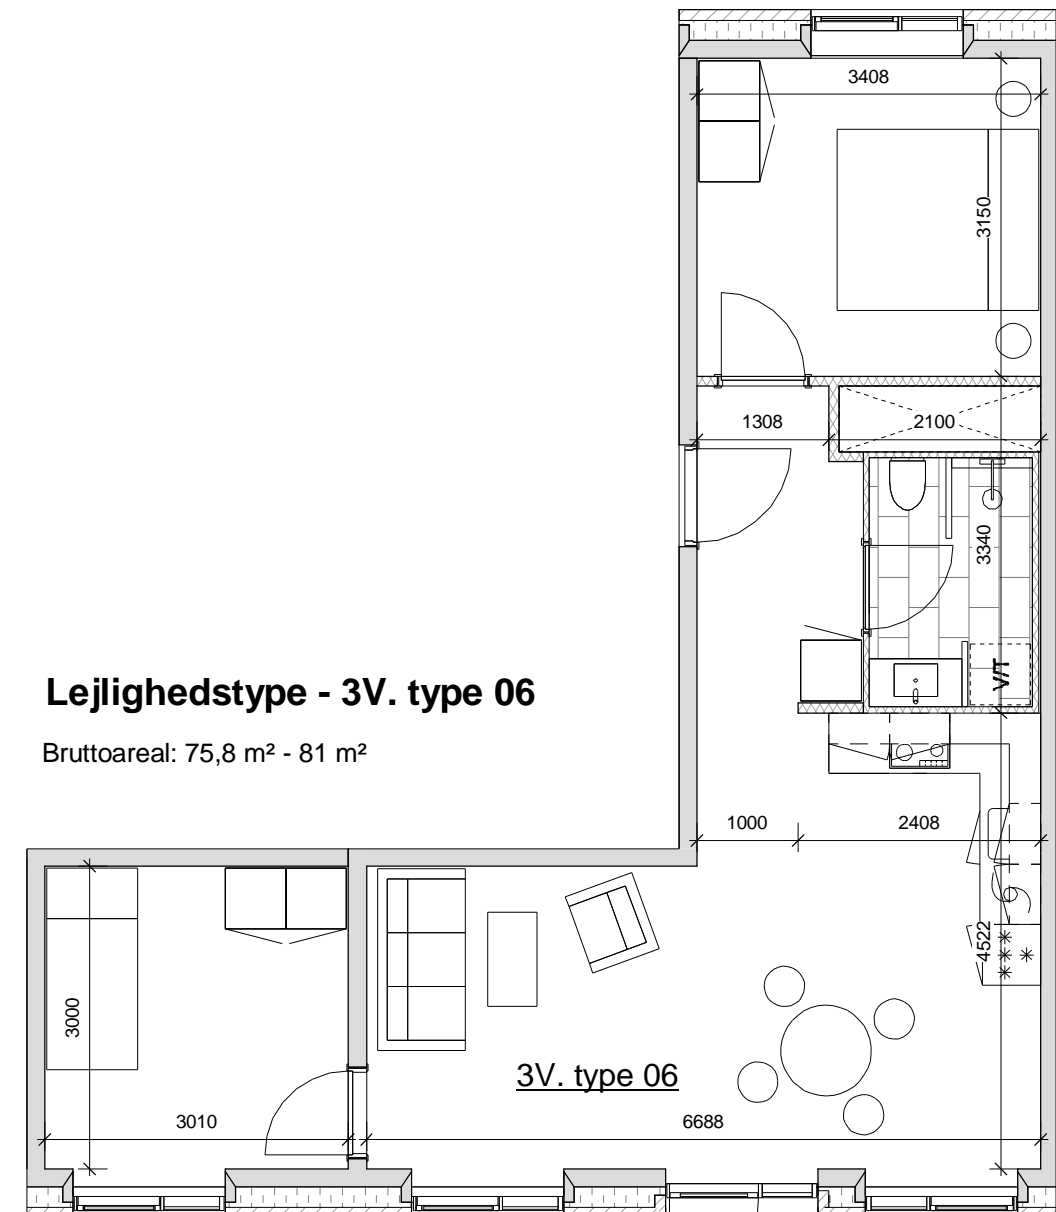 3408
3150
1308
2100
3340
V/T
Lejlighedstype - 3V. type 06
Bruttoareal: 75,8 m² - 81 m²
1000
2408
4522
3000
3V. type 06
3010
6688